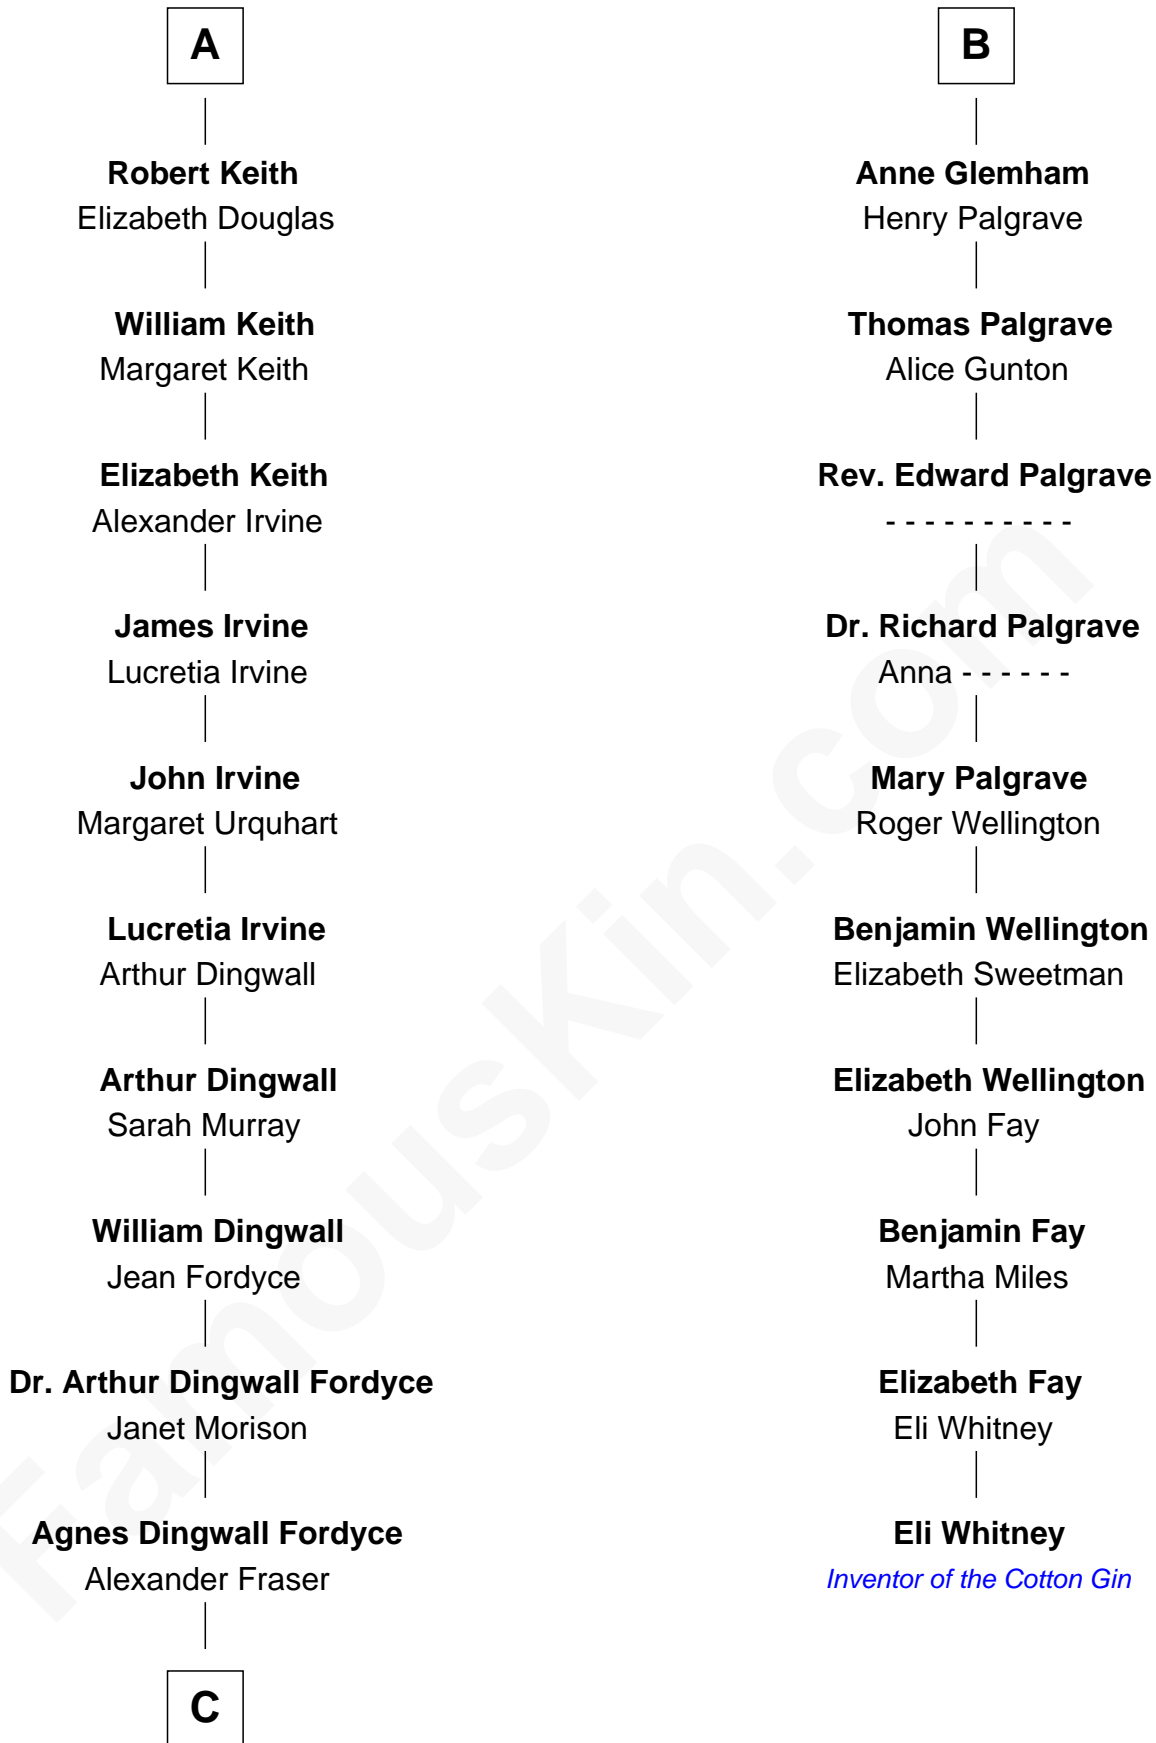 A
Robert Keith
Elizabeth Douglas
William Keith
Margaret Keith
Elizabeth Keith
Alexander Irvine
James Irvine
Lucretia Irvine
John Irvine
Margaret Urquhart
Lucretia Irvine
Arthur Dingwall
Arthur Dingwall
Sarah Murray
William Dingwall
Jean Fordyce
Dr. Arthur Dingwall Fordyce
Janet Morison
Agnes Dingwall Fordyce
Alexander Fraser
C
B
Anne Glemham
Henry Palgrave
Thomas Palgrave
Alice Gunton
Rev. Edward Palgrave
- - - - - - - - - -
Dr. Richard Palgrave
Anna - - - - - -
Mary Palgrave
Roger Wellington
Benjamin Wellington
Elizabeth Sweetman
Elizabeth Wellington
John Fay
Benjamin Fay
Martha Miles
Elizabeth Fay
Eli Whitney
Eli Whitney
Inventor of the Cotton Gin
FamousKin.com